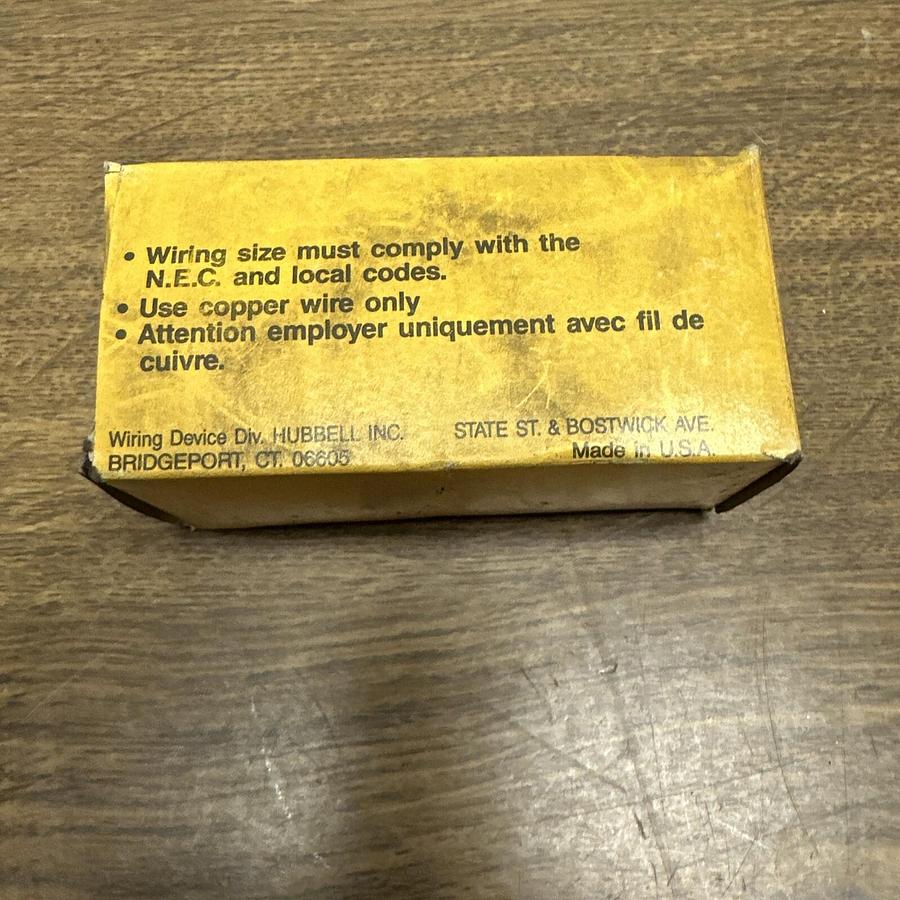 • Wiring size must comply with the
N.E.C. and local codes.
• Use copper wire only
• Attention employer uniquement avec fil de
cuivre.
Wiring Device Div. HUBBELL INC. STATE ST. & BOSTWICK AVE.
BRIDGEPORT, CT. 06605 Made in U.S.A.